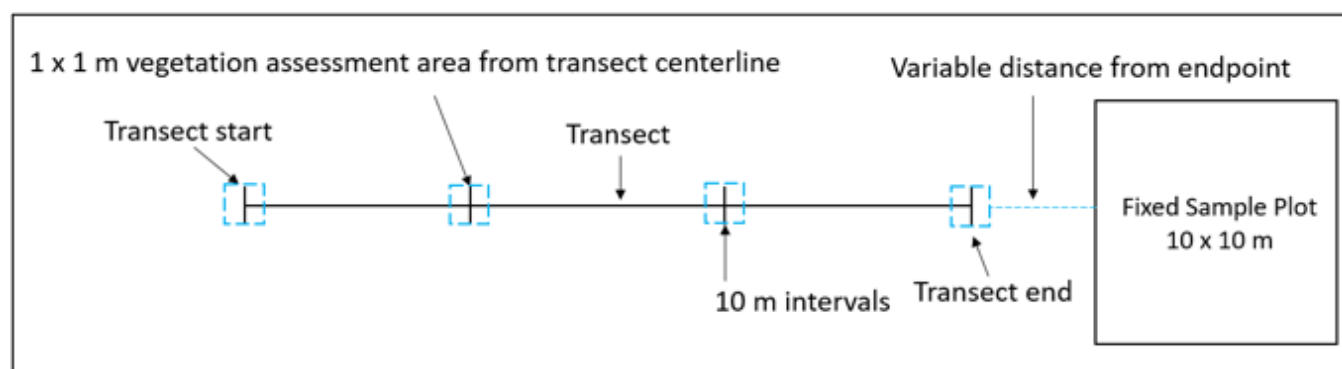 1 x 1 m vegetation assessment area from transect centerline
Variable distance from endpoint
Transect start
Transect
Fixed Sample Plot
10 x 10 m
10 m intervals
Transect end